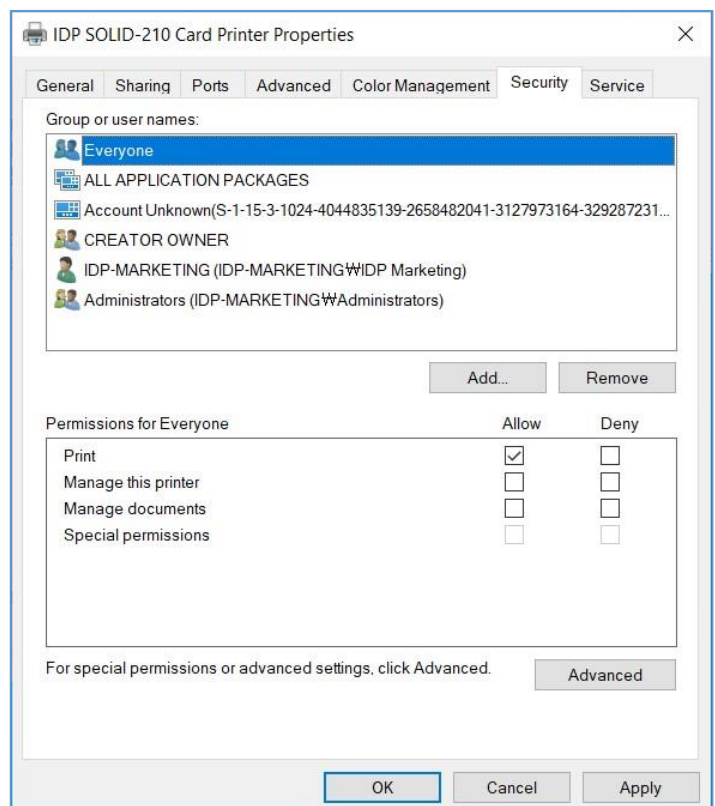 IDP SOLID-210 Card Printer Properties
General Sharing Ports Advanced Color Management Security Service
Group or user names:
Everyone
ALL APPLICATION PACKAGES
Account Unknown(S-1-15-3-1024-4044835139-2658482041-3127973164-329287231...
CREATOR OWNER
IDP-MARKETING (IDP-MARKETING₩IDP Marketing)
Administrators (IDP-MARKETING₩Administrators)
Add... Remove
Permissions for Everyone Allow Deny
Print
Manage this printer
Manage documents
Special permissions
For special permissions or advanced settings, click Advanced. Advanced
OK Cancel Apply